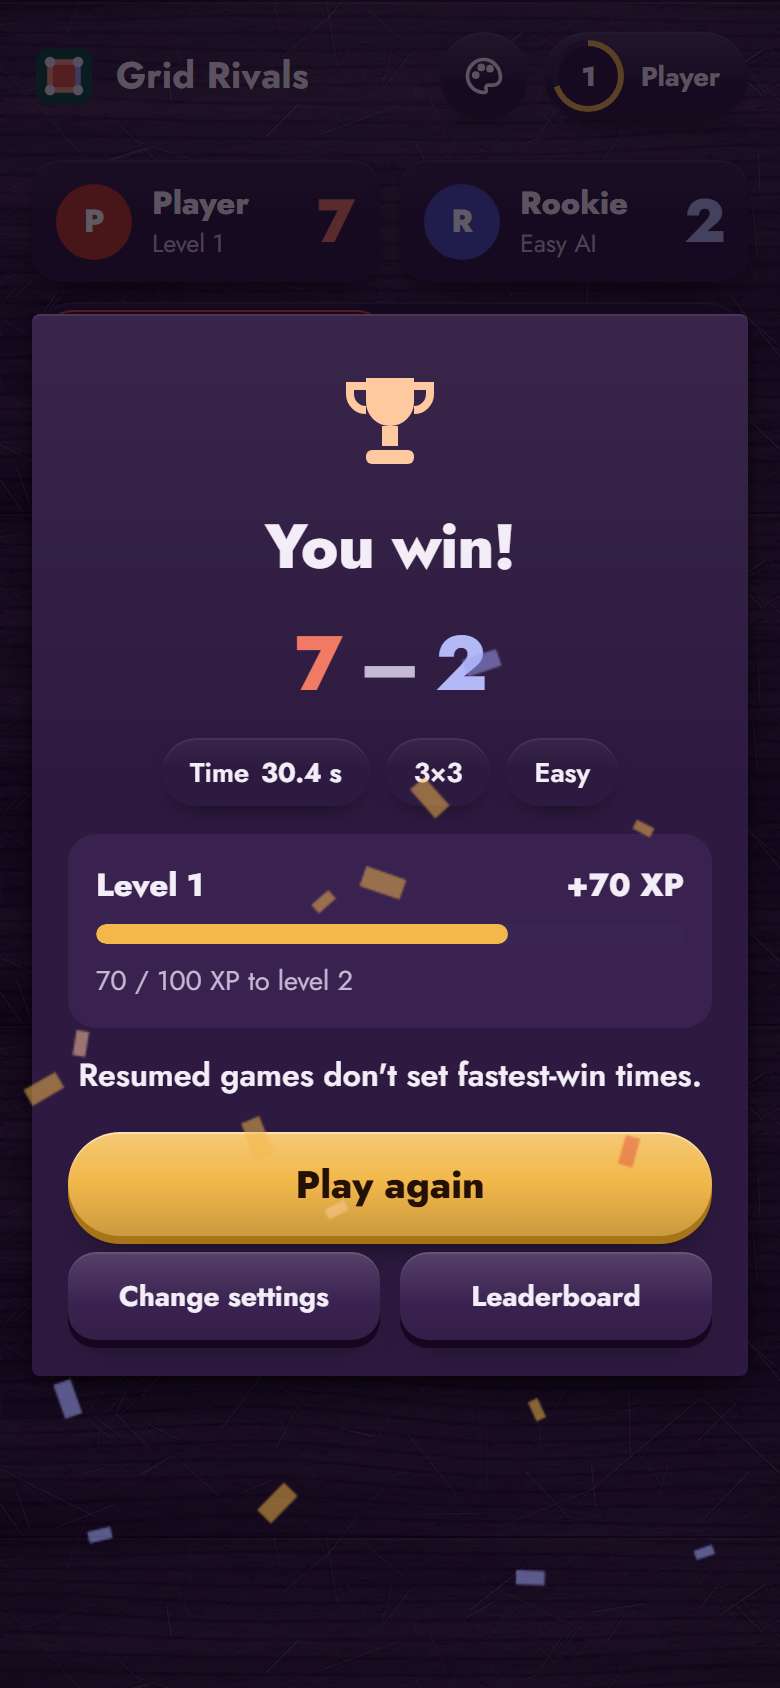 Grid Rivals
1 Player
P Player 7
Level 1
R Rookie 2
Easy AI
You win!
7 – 2
Time 30.4 s 3×3 Easy
Level 1 +70 XP
70 / 100 XP to level 2
Resumed games don't set fastest-win times.
Play again
Change settings Leaderboard